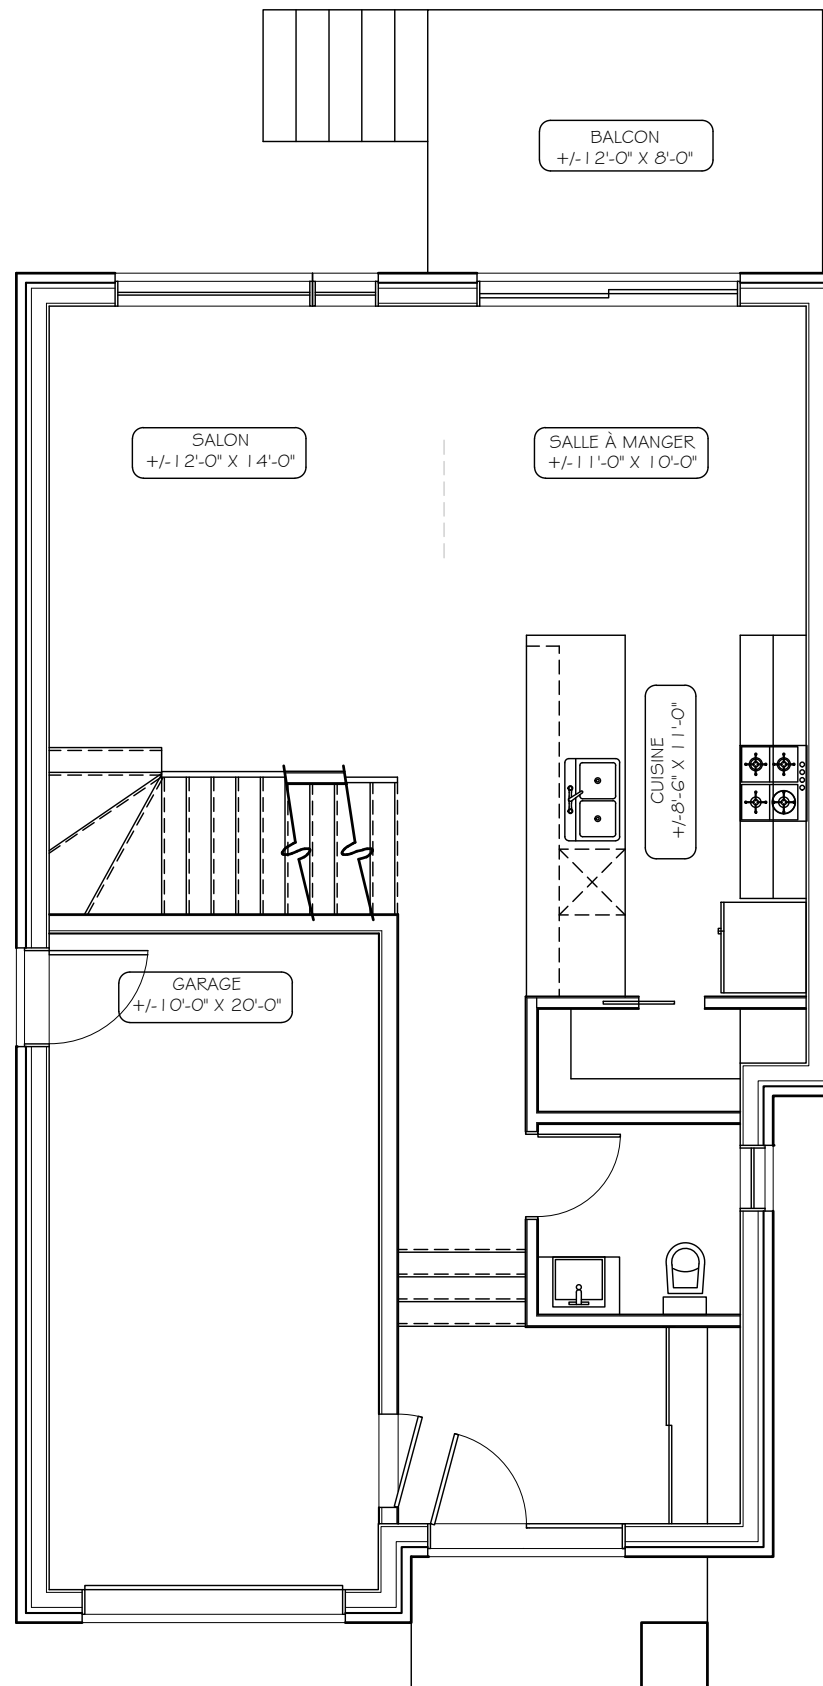 BALCON
+/-12'-0" X 8'-0"
SALON
+/-12'-0" X 14'-0"
SALLE À MANGER
+/-11'-0" X 10'-0"
CUISINE
+/-8'-6" X 11'-0"
GARAGE
+/-10'-0" X 20'-0"